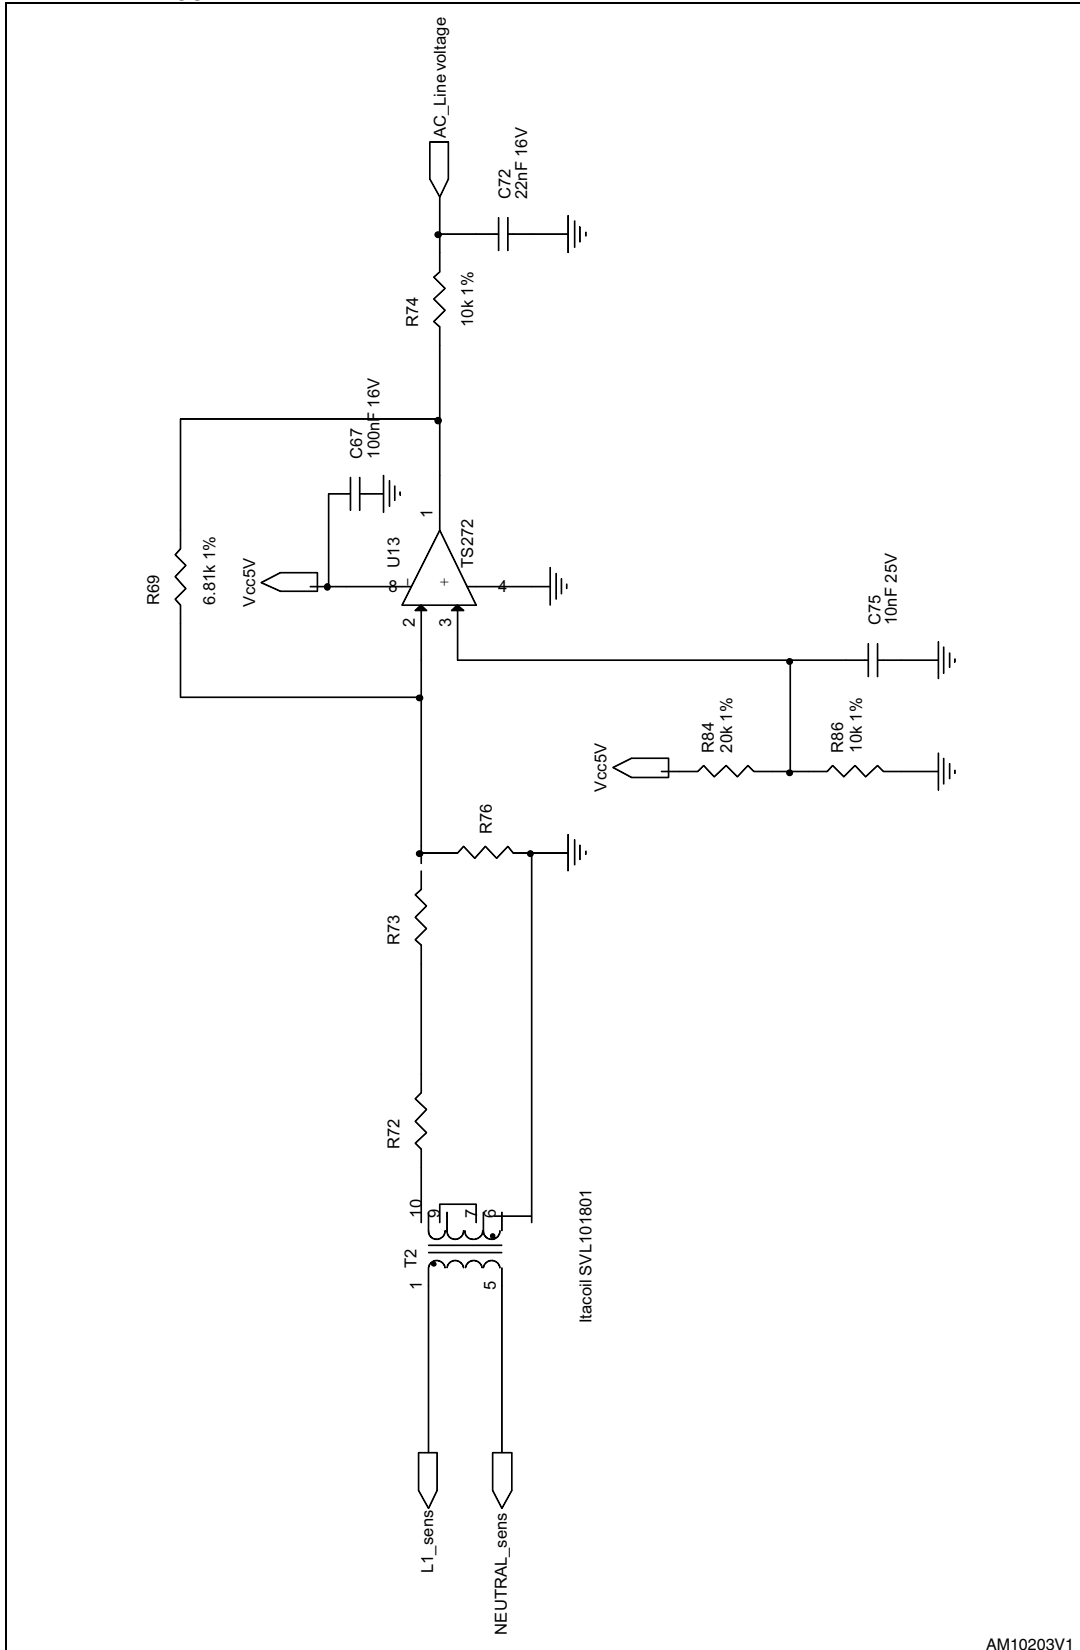 L1_sens
NEUTRAL_sens
T2
1
5
10
9
7
6
Itacoil SVL101801
R72
R73
R76
Vcc5V
R84
20k 1%
R86
10k 1%
C75
10nF 25V
R69
6.81k 1%
Vcc5V
C67
100nF 16V
U13
TS272
2
3
8
4
1
-
+
R74
10k 1%
C72
22nF 16V
AC_Line voltage
AM10203V1